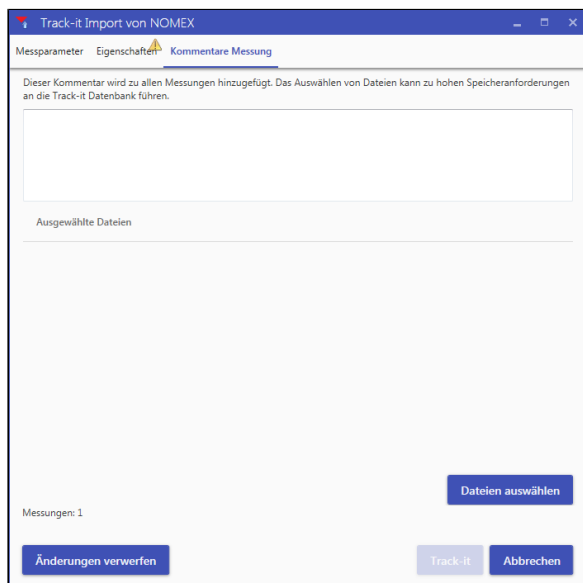 Track-it Import von NOMEX
Messparameter Eigenschaften Kommentare Messung
Dieser Kommentar wird zu allen Messungen hinzugefügt. Das Auswählen von Dateien kann zu hohen Speicheranforderungen
an die Track-it Datenbank führen.
Ausgewählte Dateien
Dateien auswählen
Messungen: 1
Änderungen verwerfen Track-it Abbrechen